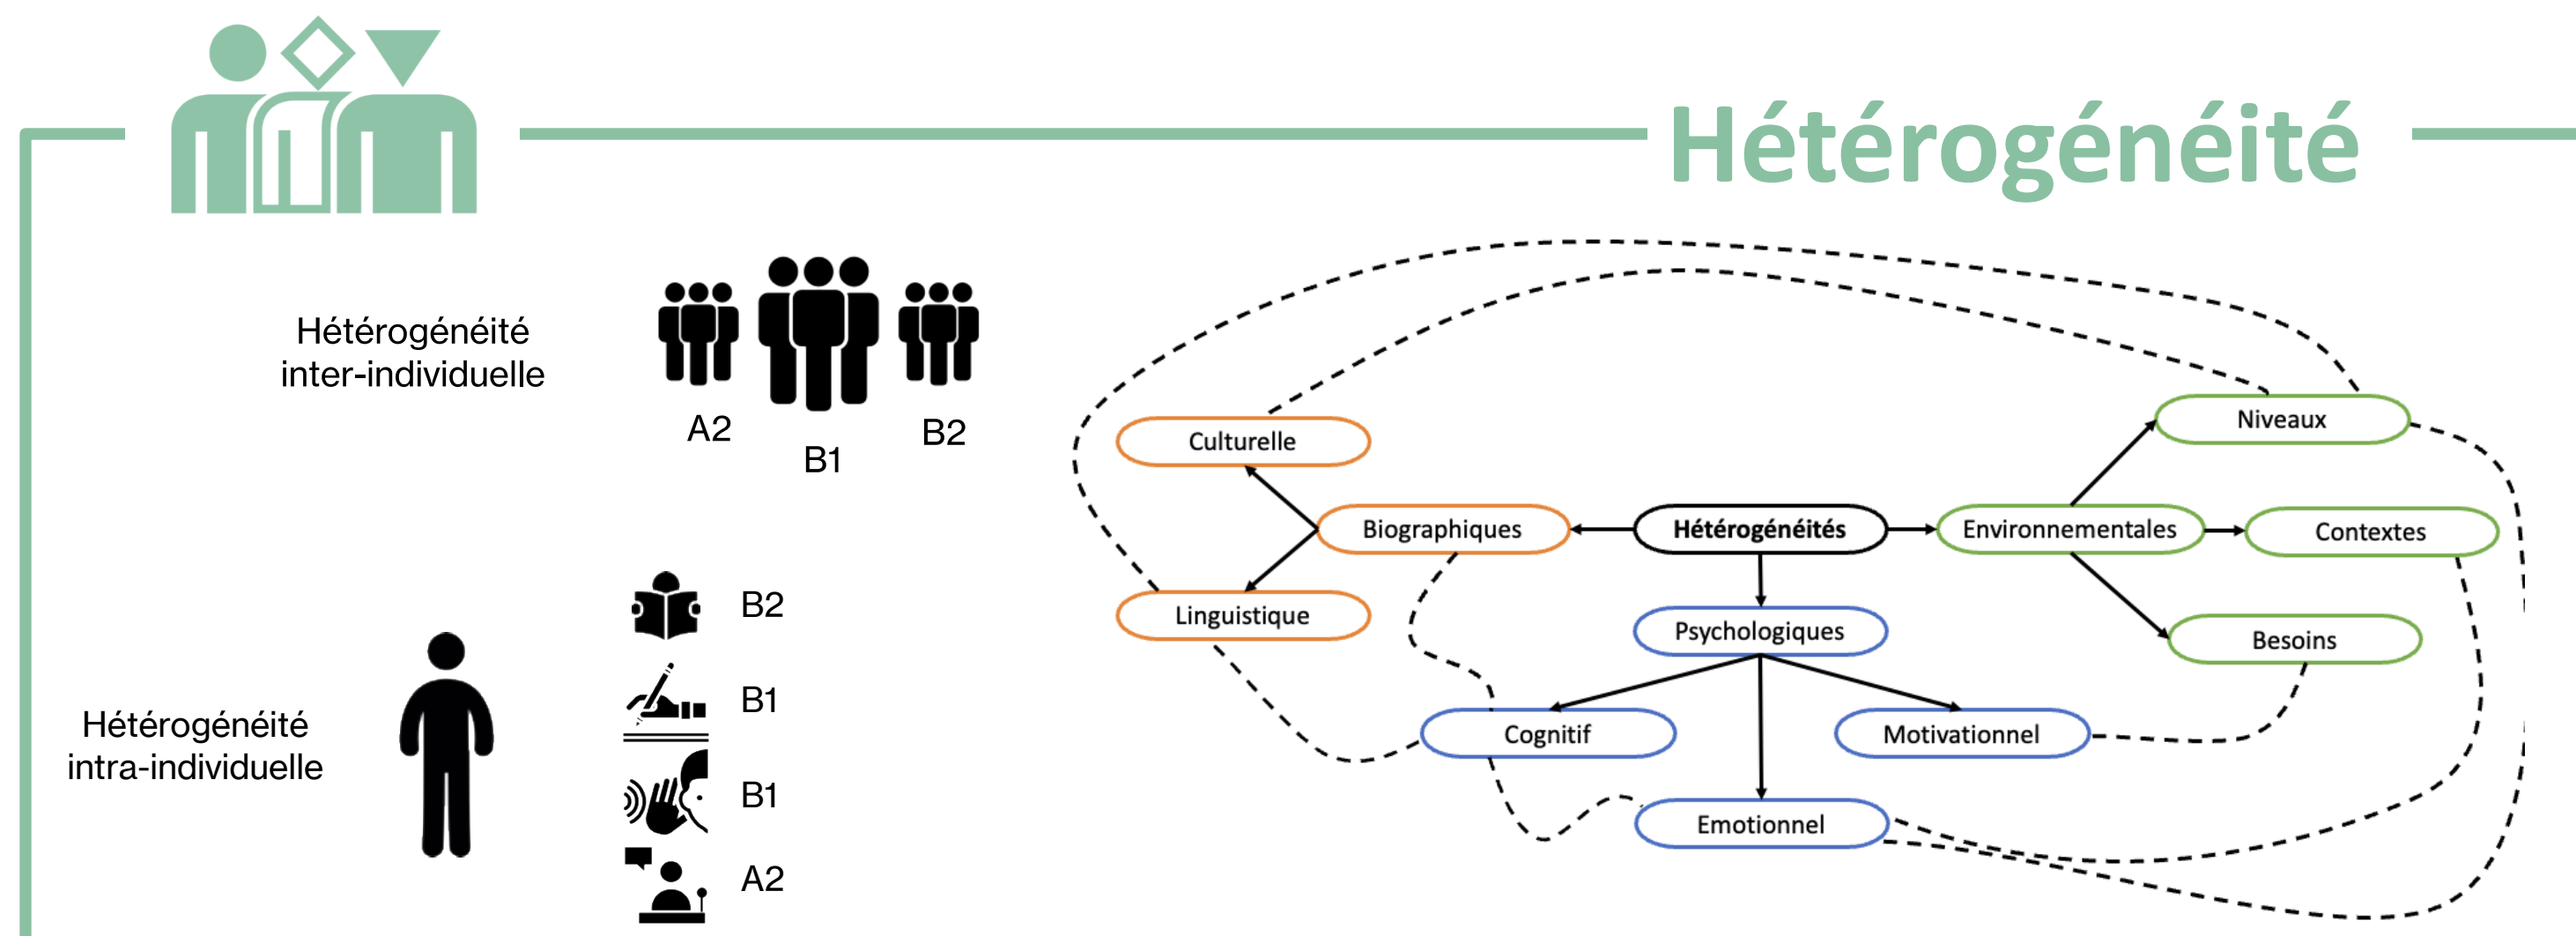 Hétérogénéité
Hétérogénéité
inter-individuelle
A2
B1
B2
Hétérogénéité
intra-individuelle
B2
B1
B1
A2
Culturelle
Niveaux
Biographiques
Hétérogénéités
Environnementales
Contextes
Linguistique
Psychologiques
Besoins
Cognitif
Motivationnel
Emotionnel